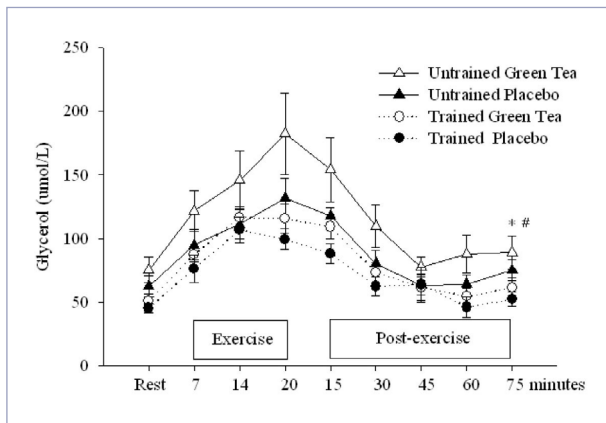 250
200
150
100
50
0
Glycerol (umol/L)
Untrained Green Tea
Untrained Placebo
Trained Green Tea
Trained Placebo
* #
Exercise
Post-exercise
Rest 7 14 20 15 30 45 60 75 minutes